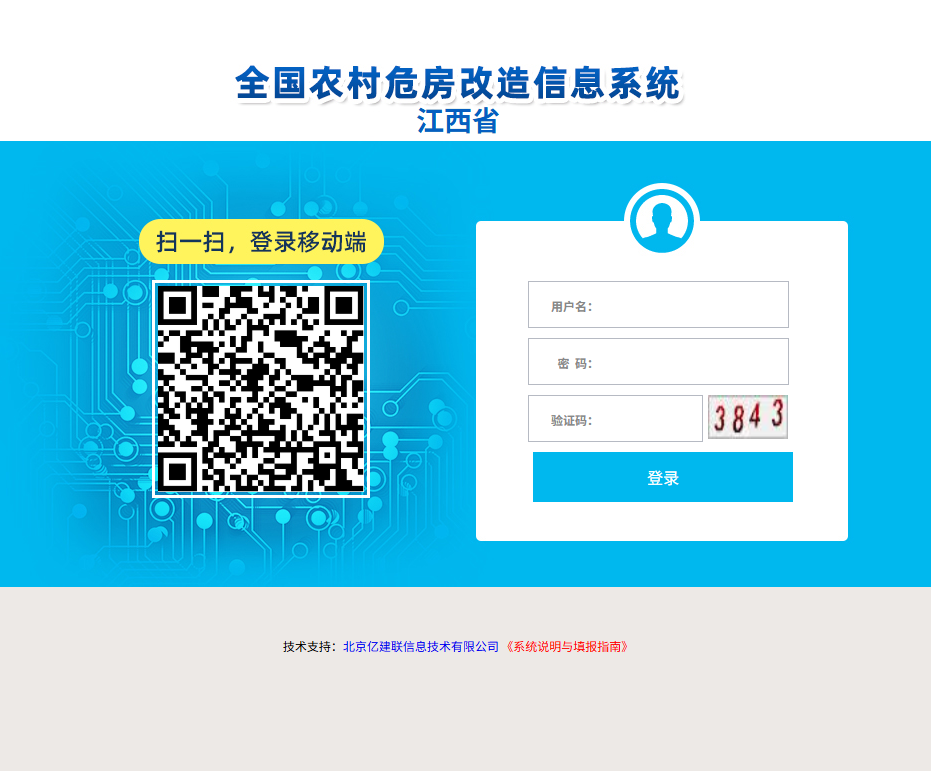 全国农村危房改造信息系统
江西省
扫一扫，登录移动端
用户名：
密 码：
验证码：
3843
登录
技术支持：北京亿建联信息技术有限公司《系统说明与填报指南》